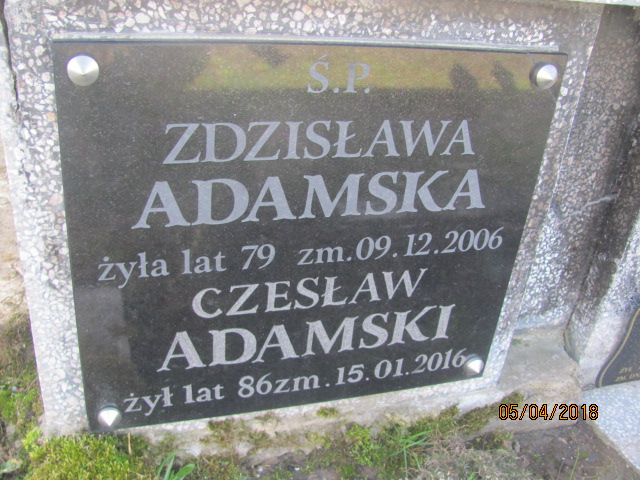 Ś.P.
ZDZISŁAWA
ADAMSKA
żyła lat 79 zm.09.12.2006
CZESŁAW
ADAMSKI
żył lat 86zm.15.01.2016
05/04/2018